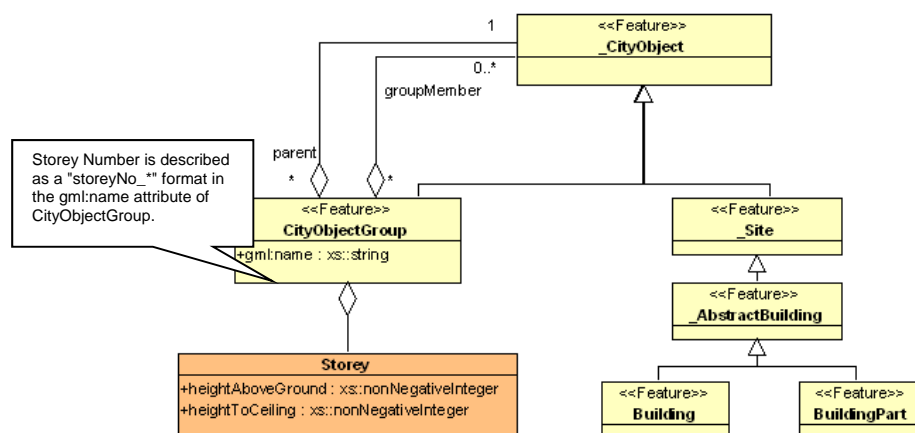 1
<<Feature>>
_CityObject
0..*
groupMember
Storey Number is described
as a "storeyNo_*" format in
the gml:name attribute of
CityObjectGroup.
parent
*
*
<<Feature>>
CityObjectGroup
+gml:name : xs::string
<<Feature>>
_Site
<<Feature>>
_AbstractBuilding
Storey
+heightAboveGround : xs::nonNegativeInteger
+heightToCeiling : xs::nonNegativeInteger
<<Feature>>
Building
<<Feature>>
BuildingPart